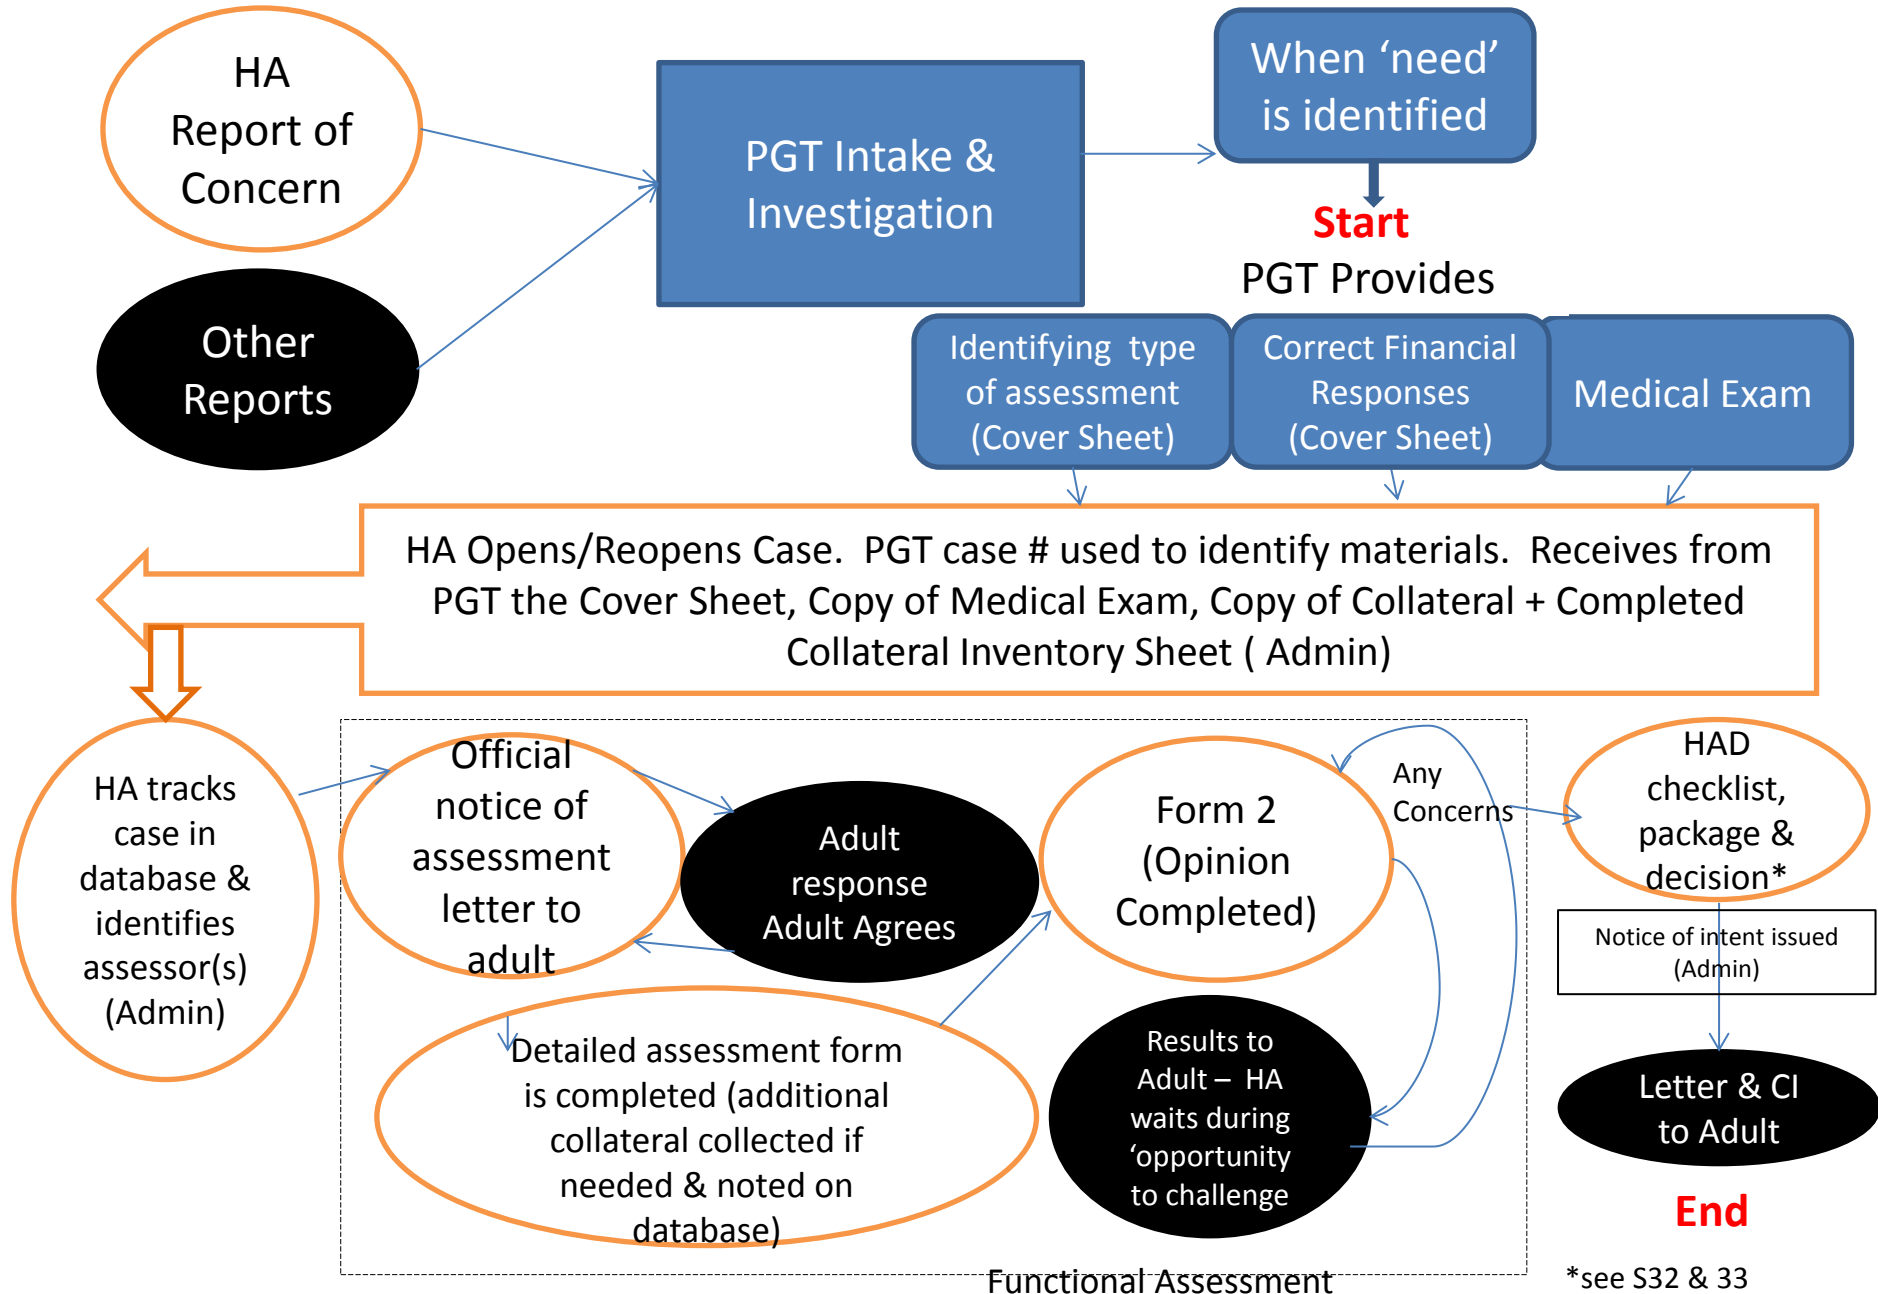 HA
Report of
Concern
Other
Reports
PGT Intake &
Investigation
When ‘need’
is identified
Start
PGT Provides
Identifying  type
of assessment
(Cover Sheet)
Correct Financial
Responses
(Cover Sheet)
Medical Exam
HA Opens/Reopens Case.  PGT case # used to identify materials.  Receives from
PGT the Cover Sheet, Copy of Medical Exam, Copy of Collateral + Completed
Collateral Inventory Sheet ( Admin)
HA tracks
case in
database &
identifies
assessor(s)
(Admin)
Official
notice of
assessment
letter to
adult
Adult
response
Adult Agrees
Detailed assessment form
is completed (additional
collateral collected if
needed & noted on
database)
Form 2
(Opinion
Completed)
Any
Concerns
Results to
Adult –  HA
waits during
‘opportunity
to challenge
Functional Assessment
HAD
checklist,
package &
decision*
Notice of intent issued
(Admin)
Letter & CI
to Adult
End
*see S32 & 33